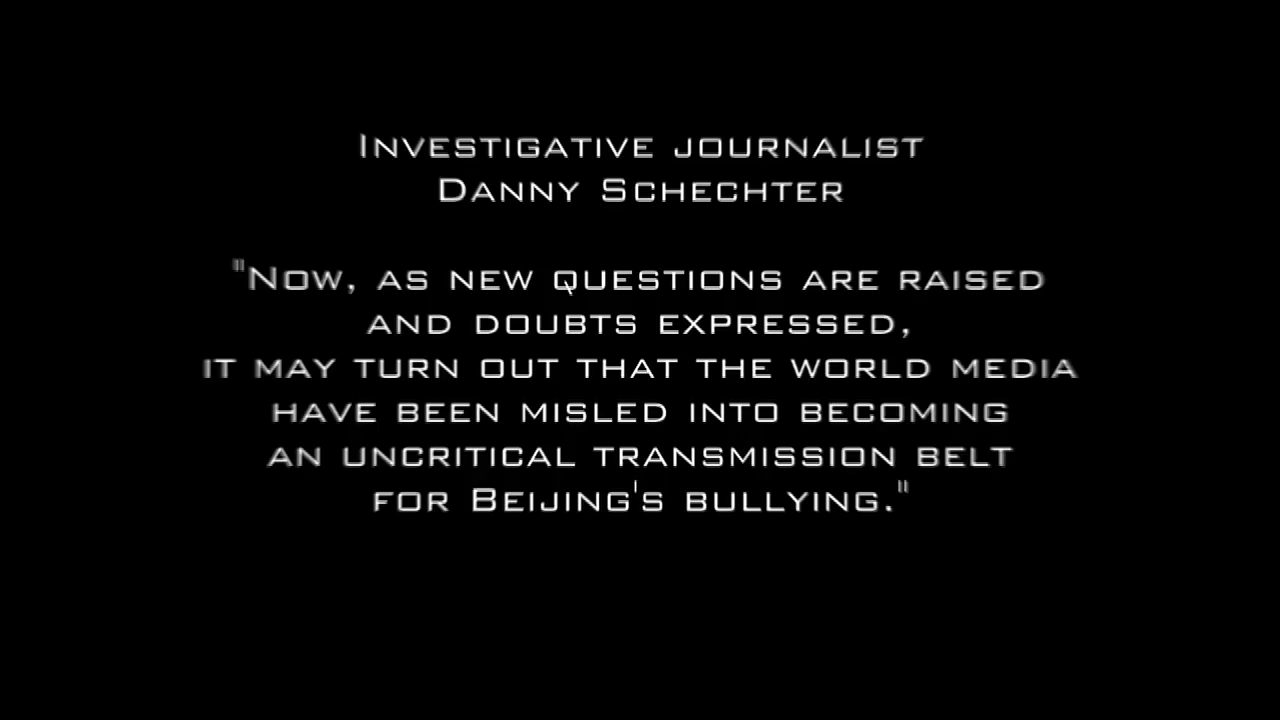 Investigative journalist
Danny Schechter
"Now, as new questions are raised
and doubts expressed,
it may turn out that the world media
have been misled into becoming
an uncritical transmission belt
for Beijing's bullying."